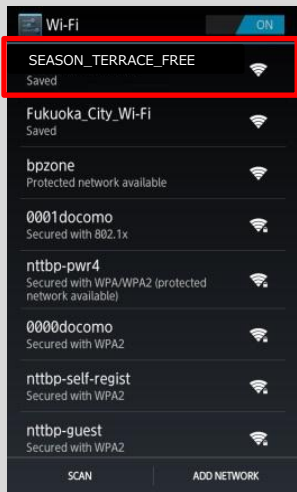 Wi-Fi
ON
SEASON_TERRACE_FREE
Saved
Fukuoka_City_Wi-Fi
Saved
bpzone
Protected network available
0001docomo
Secured with 802.1x
nttbp-pwr4
Secured with WPA/WPA2 (protected
network available)
0000docomo
Secured with WPA2
nttbp-self-regist
Secured with WPA2
nttbp-guest
Secured with WPA2
SCAN
ADD NETWORK